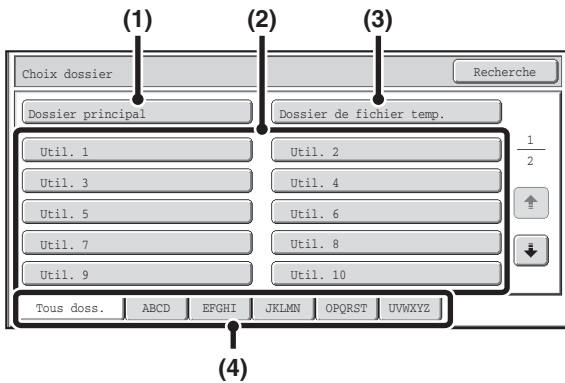 (1) (2) (3)
Choix dossier Recherche
Dossier principal Dossier de fichier temp.
Util. 1 Util. 2
1
2
Util. 3 Util. 4
Util. 5 Util. 6
Util. 7 Util. 8
Util. 9 Util. 10
Tous doss. ABCD EFGHI JKLMN OPQRST UVWXYZ
(4)